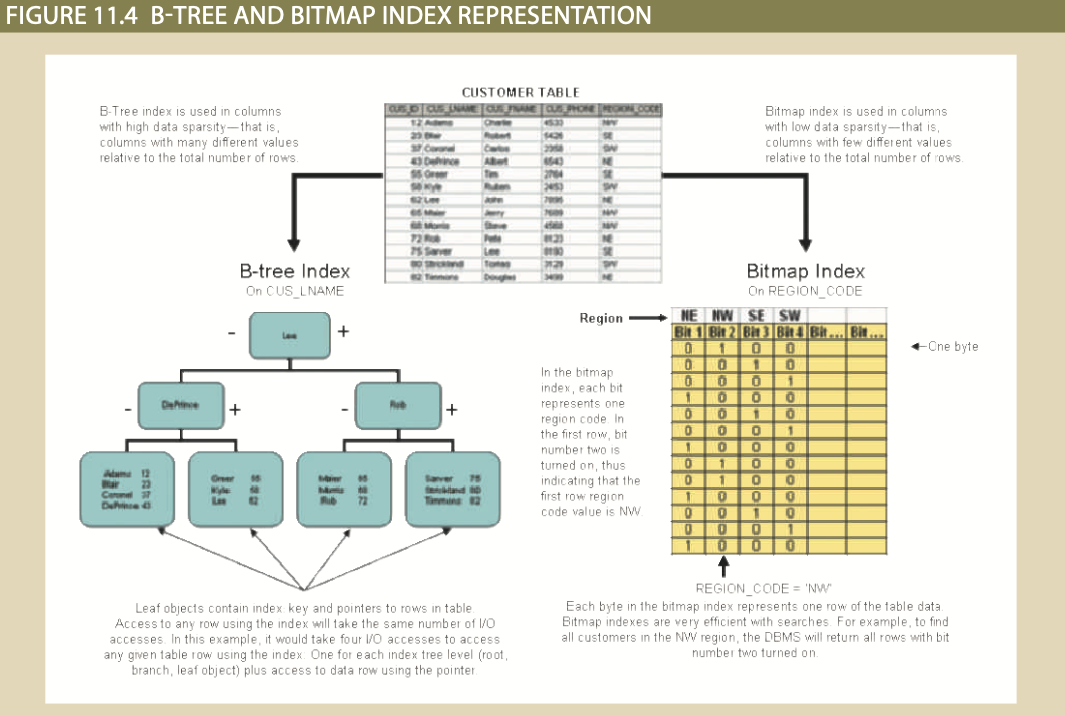 FIGURE 11.4 B-TREE AND BITMAP INDEX REPRESENTATION
CUSTOMER TABLE
B-Tree index is used in columns
with high data sparsity—that is,
columns with many different values
relative to the total number of rows.
Bitmap index is used in columns
with low data sparsity—that is,
columns with few different values
relative to the total number of rows.
CUS_ID CUS_LNAME CUS_FNAME CUS_PHONE REGION_CODE
12 Adams Charlie 4533 NW
23 Blair Robert 5426 SE
37 Coronel Carlos 2358 SW
43 DePrince Albert 6543 NE
55 Greer Tim 2764 SE
58 Kyle Ruben 2453 SW
62 Lee John 7895 NE
65 Maier Jerry 7689 NW
68 Morris Steve 4568 NW
72 Rob Pete 8123 NE
75 Sarver Lee 8193 SE
80 Strickland Tomas 3129 SW
82 Timmons Douglas 3499 NE
B-tree Index
On CUS_LNAME
Bitmap Index
On REGION_CODE
- Lee +
- DePrince +
- Rob +
Adams 12
Blair 23
Coronel 37
DePrince 43
Greer 55
Kyle 58
Lee 62
Maier 65
Morris 68
Rob 72
Sarver 75
Strickland 80
Timmons 82
Leaf objects contain index key and pointers to rows in table.
Access to any row using the index will take the same number of I/O
accesses. In this example, it would take four I/O accesses to access
any given table row using the index: One for each index tree level (root,
branch, leaf object) plus access to data row using the pointer.
Region
NE NW SE SW
Bit 1 Bit 2 Bit 3 Bit 4 Bit ... Bit ...
0 1 0 0
0 0 1 0
0 0 0 1
1 0 0 0
0 0 1 0
0 0 0 1
1 0 0 0
0 1 0 0
0 1 0 0
1 0 0 0
0 0 1 0
0 0 0 1
1 0 0 0
One byte
In the bitmap
index, each bit
represents one
region code. In
the first row, bit
number two is
turned on, thus
indicating that the
first row region
code value is NW.
REGION_CODE = 'NW'
Each byte in the bitmap index represents one row of the table data.
Bitmap indexes are very efficient with searches. For example, to find
all customers in the NW region, the DBMS will return all rows with bit
number two turned on.